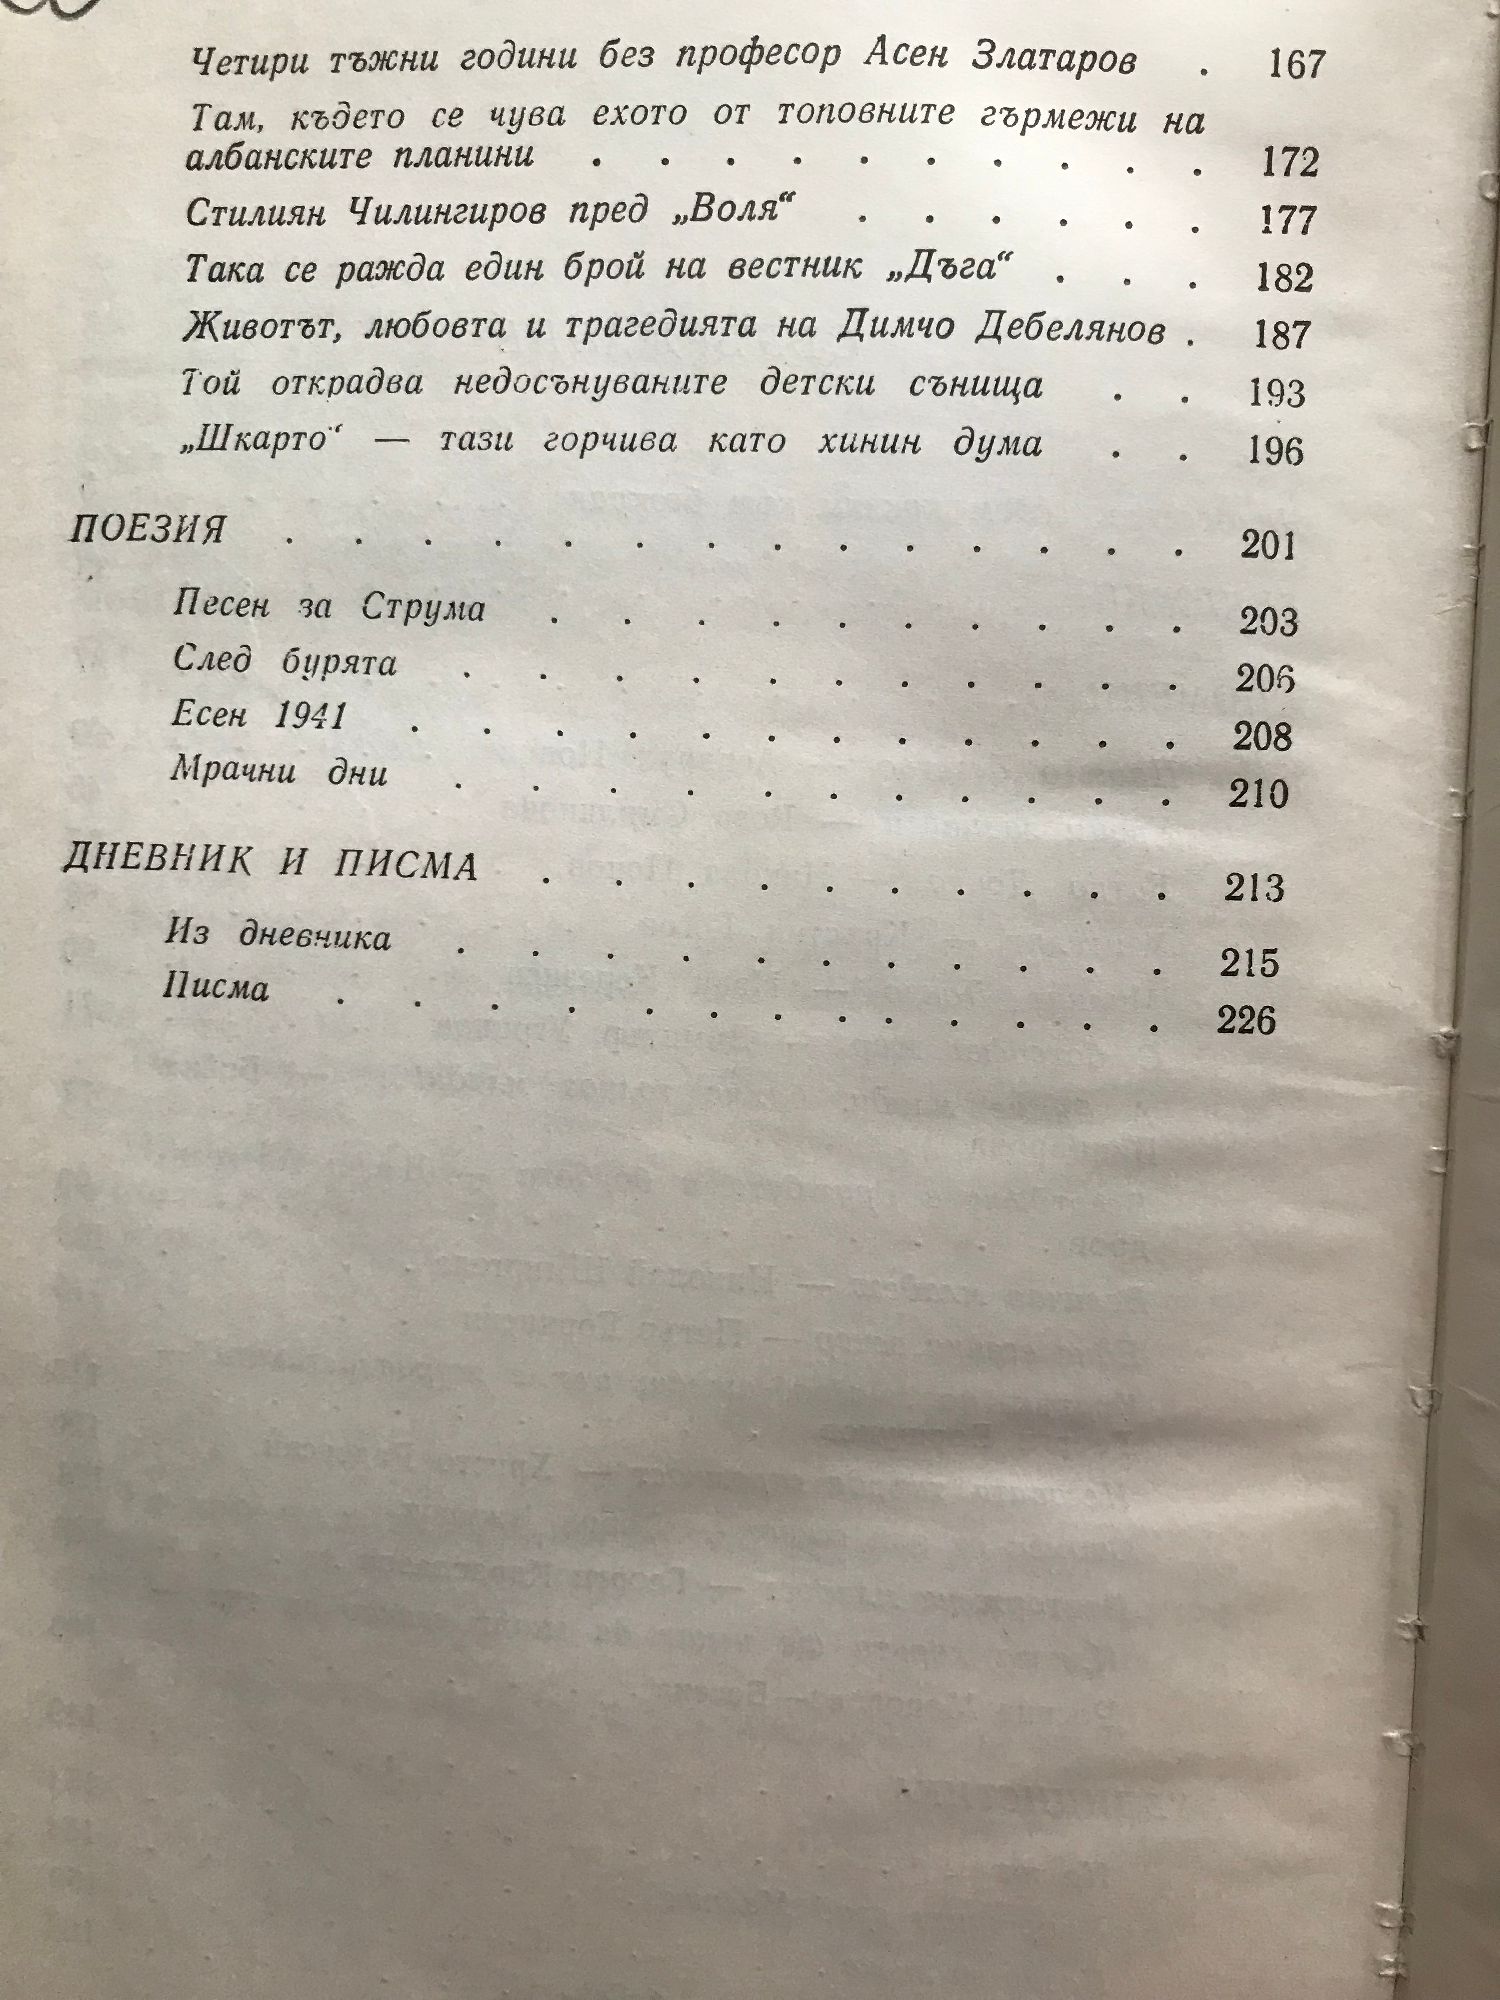 Четири тъжни години без професор Асен Златаров . 167
Там, където се чува ехото от топовните гърмежи на
албанските планини . . . . . . . . . . 172
Стилиян Чилингиров пред „Воля“ . . . . . . 177
Така се ражда един брой на вестник „Дъга“ . . . 182
Животът, любовта и трагедията на Димчо Дебелянов . 187
Той открадва недосънуваните детски сънища . . 193
„Шкарто“ — тази горчива като хинин дума . . 196
ПОЕЗИЯ . . . . . . . . . . . . . . 201
Песен за Струма . . . . . . . . . . 203
След бурята . . . . . . . . . . . 206
Есен 1941 . . . . . . . . . . . . 208
Мрачни дни . . . . . . . . . . . 210
ДНЕВНИК И ПИСМА . . . . . . . . . . 213
Из дневника . . . . . . . . . . . 215
Писма . . . . . . . . . . . . . 226